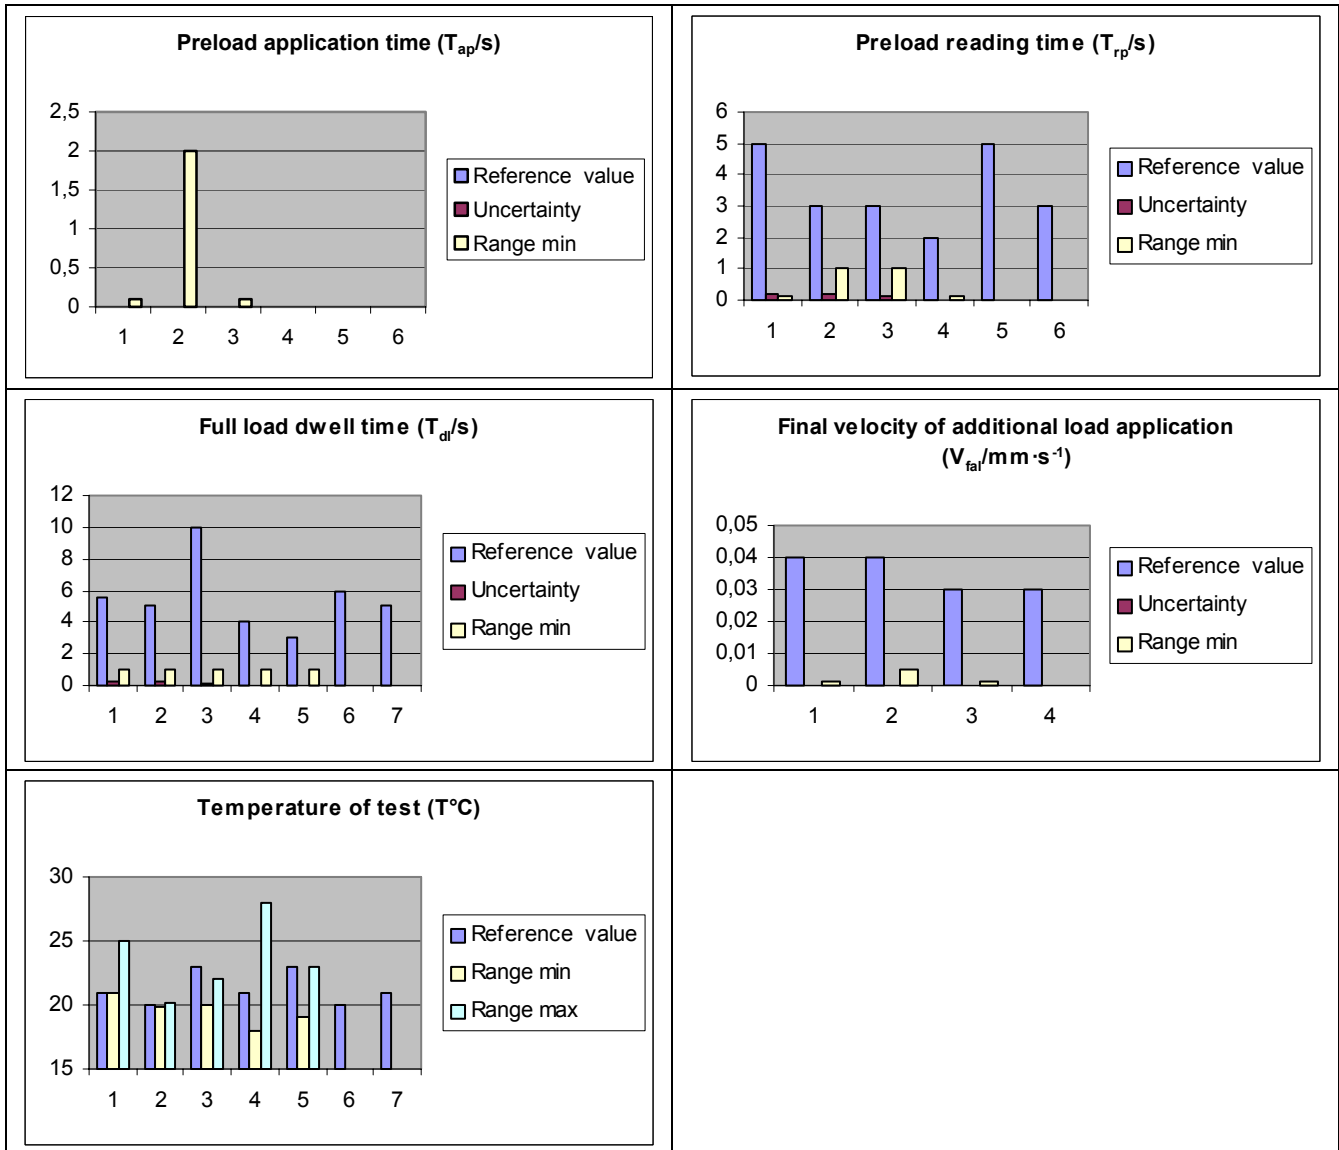 Preload application time (Tap/s)
2,5
2
1,5
1
0,5
0
1 2 3 4 5 6
Reference value
Uncertainty
Range min
Preload reading time (Trp/s)
6
5
4
3
2
1
0
1 2 3 4 5 6
Reference value
Uncertainty
Range min
Full load dwell time (Tdl/s)
12
10
8
6
4
2
0
1 2 3 4 5 6 7
Reference value
Uncertainty
Range min
Final velocity of additional load application
(Vfal/mm·s-1)
0,05
0,04
0,03
0,02
0,01
0
1 2 3 4
Reference value
Uncertainty
Range min
Temperature of test (T°C)
30
25
20
15
1 2 3 4 5 6 7
Reference value
Range min
Range max